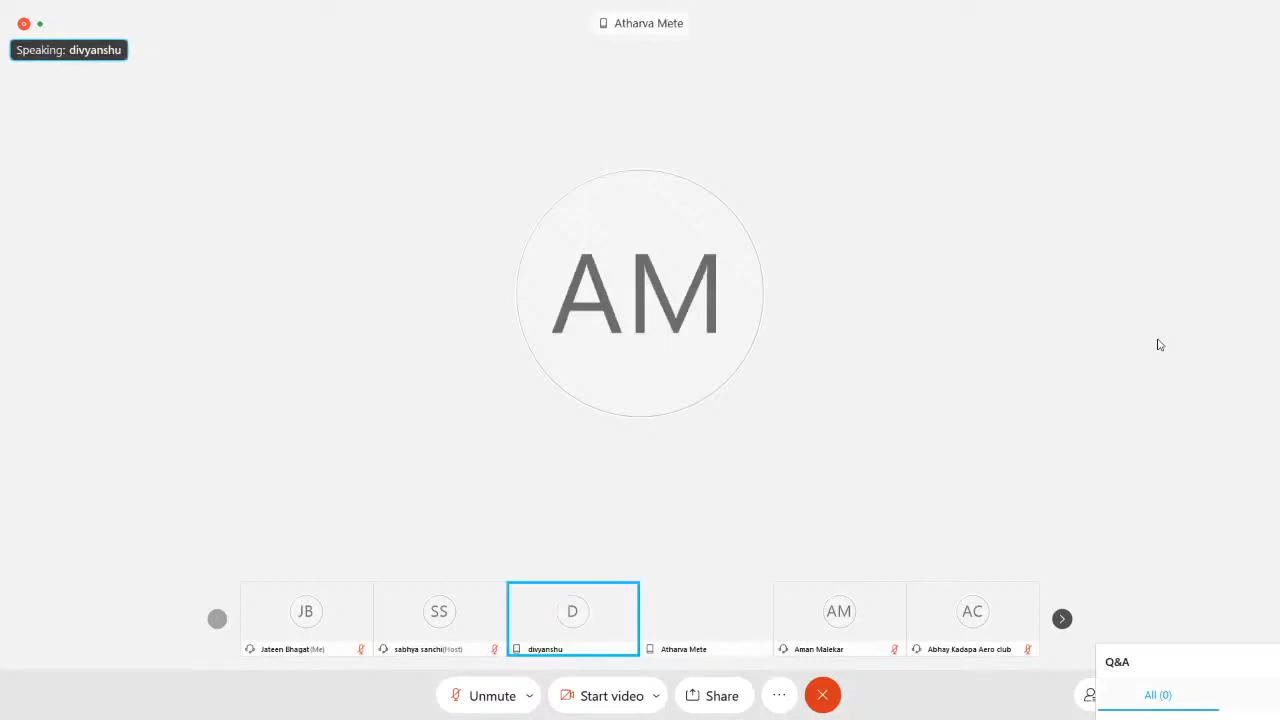 Atharva Mete
Speaking: divyanshu
AM
JB
SS
D
AM
AC
Jateen Bhagat(Me)
sabhya sanchi(Host)
divyanshu
Atharva Mete
Aman Malekar
Abhay Kadapa Aero club
Q&A
All (0)
Unmute
Start video
Share